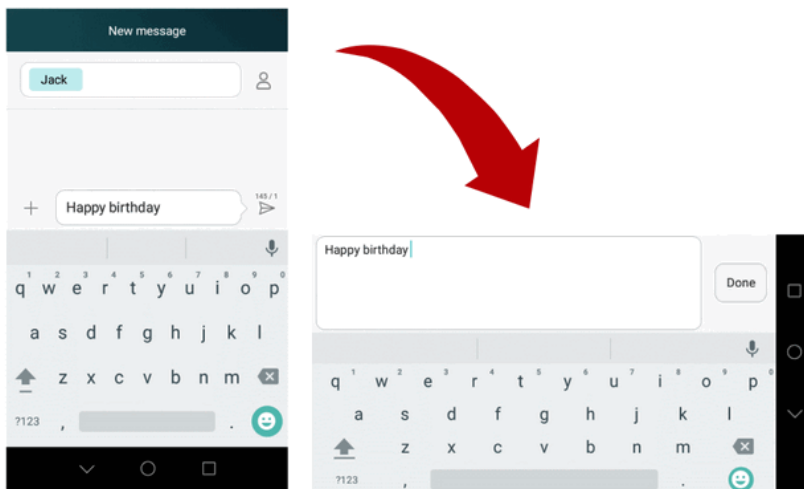 New message
Jack
145 / 1
Happy birthday
q 1 w 2 e 3 r 4 t 5 y 6 u 7 i 8 o 9 p 0
a s d f g h j k l
z x c v b n m
?123 , .
Happy birthday
Done
q 1 w 2 e 3 r 4 t 5 y 6 u 7 i 8 o 9 p 0
a s d f g h j k l
z x c v b n m
?123 , .